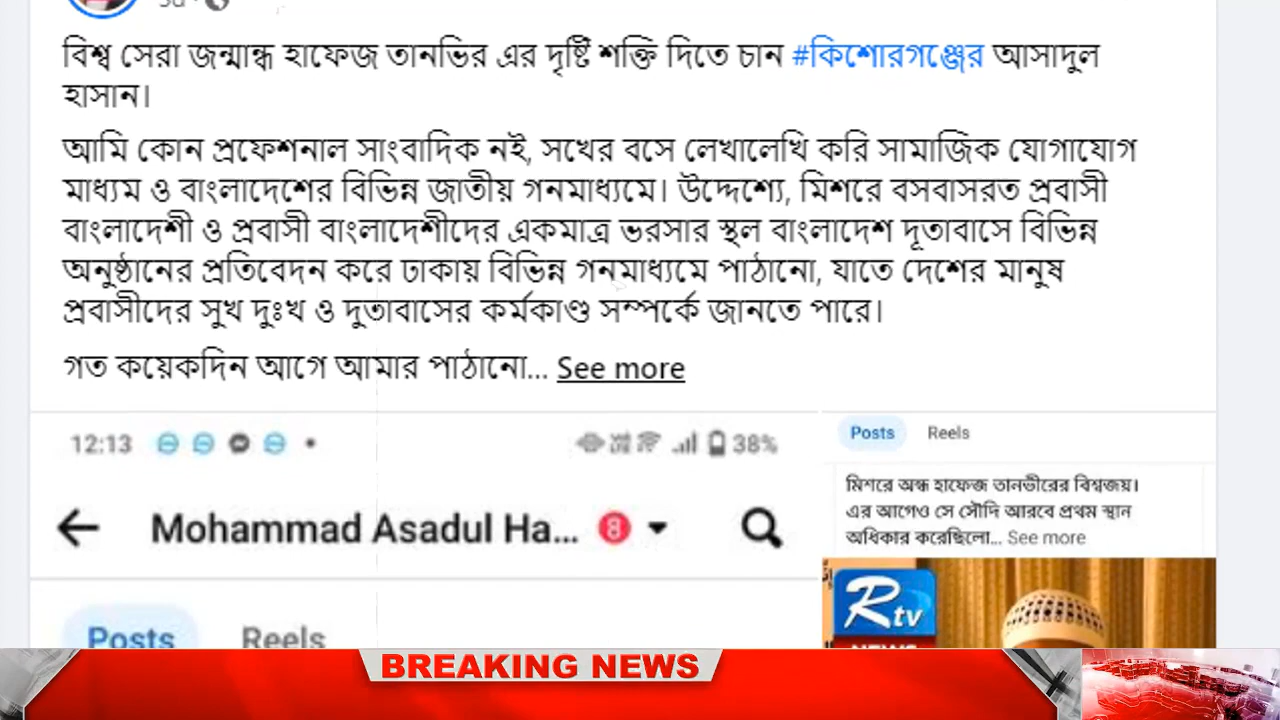 বিশ্ব সেরা জন্মান্ধ হাফেজ তানভির এর দৃষ্টি শক্তি দিতে চান #কিশোরগঞ্জের আসাদুল
হাসান।
আমি কোন প্রফেশনাল সাংবাদিক নই, সখের বসে লেখালেখি করি সামাজিক যোগাযোগ
মাধ্যম ও বাংলাদেশের বিভিন্ন জাতীয় গনমাধ্যমে। উদ্দেশ্যে, মিশরে বসবাসরত প্রবাসী
বাংলাদেশী ও প্রবাসী বাংলাদেশীদের একমাত্র ভরসার স্থল বাংলাদেশ দূতাবাসে বিভিন্ন
অনুষ্ঠানের প্রতিবেদন করে ঢাকায় বিভিন্ন গনমাধ্যমে পাঠানো, যাতে দেশের মানুষ
প্রবাসীদের সুখ দুঃখ ও দুতাবাসের কর্মকাণ্ড সম্পর্কে জানতে পারে।
গত কয়েকদিন আগে আমার পাঠানো... See more
12:13 38%
Mohammad Asadul Ha... 8
Posts Reels
Posts Reels
মিশরে অন্ধ হাফেজ তানভীরের বিশ্বজয়।
এর আগেও সে সৌদি আরবে প্রথম স্থান
অধিকার করেছিলো... See more
Rtv
NEWS
BREAKING NEWS